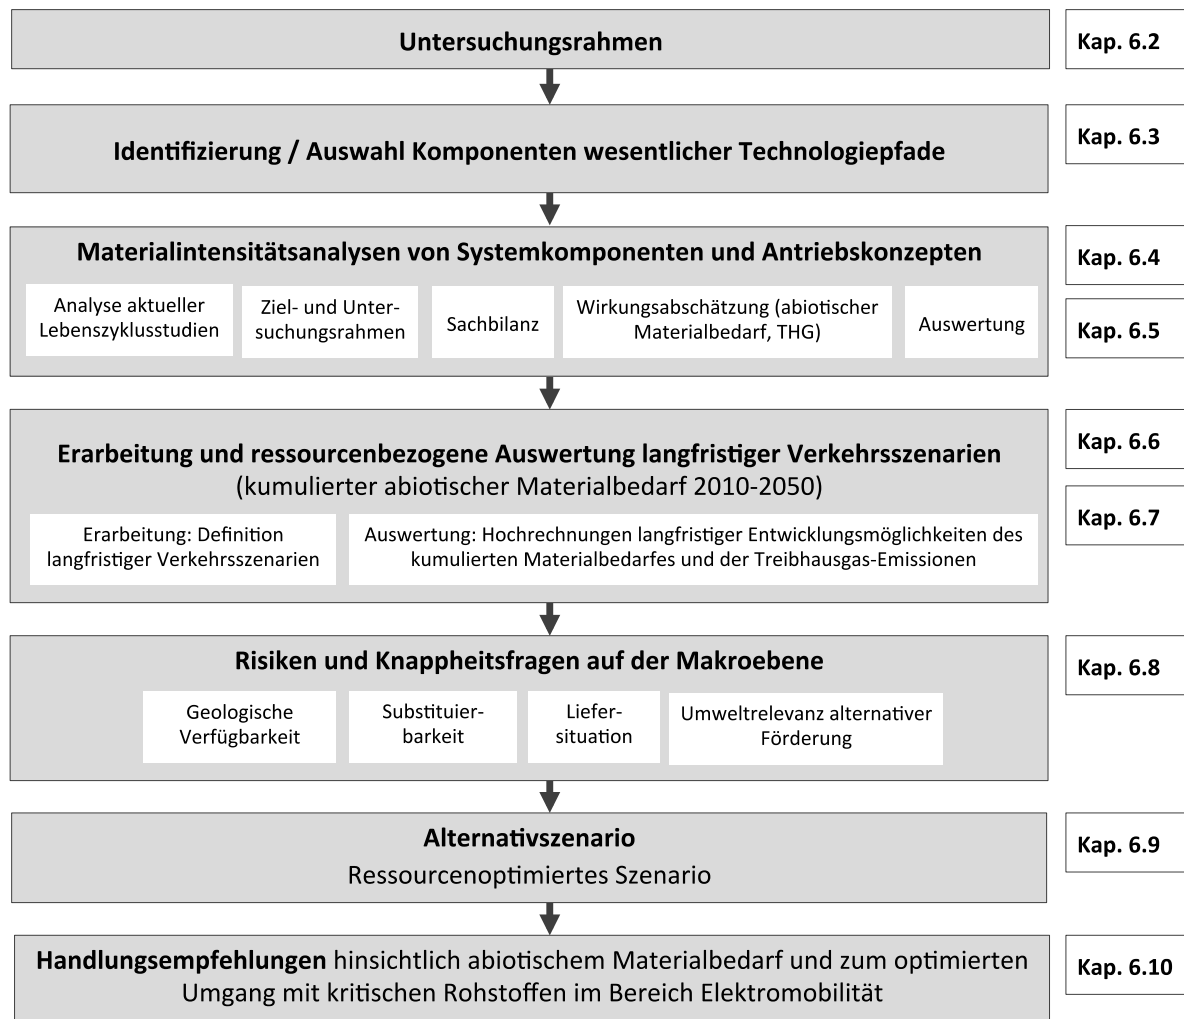 Untersuchungsrahmen
Kap. 6.2
Identifizierung / Auswahl Komponenten wesentlicher Technologiepfade
Kap. 6.3
Materialintensitätsanalysen von Systemkomponenten und Antriebskonzepten
Kap. 6.4
Analyse aktueller
Lebenszyklusstudien
Ziel- und Unter-
suchungsrahmen
Sachbilanz
Wirkungsabschätzung (abiotischer
Materialbedarf, THG)
Auswertung
Kap. 6.5
Erarbeitung und ressourcenbezogene Auswertung langfristiger Verkehrsszenarien
(kumulierter abiotischer Materialbedarf 2010-2050)
Kap. 6.6
Erarbeitung: Definition
langfristiger Verkehrsszenarien
Auswertung: Hochrechnungen langfristiger Entwicklungsmöglichkeiten des
kumulierten Materialbedarfes und der Treibhausgas-Emissionen
Kap. 6.7
Risiken und Knappheitsfragen auf der Makroebene
Kap. 6.8
Geologische
Verfügbarkeit
Substituier-
barkeit
Liefer-
situation
Umweltrelevanz alternativer
Förderung
Alternativszenario
Ressourcenoptimiertes Szenario
Kap. 6.9
Handlungsempfehlungen hinsichtlich abiotischem Materialbedarf und zum optimierten
Umgang mit kritischen Rohstoffen im Bereich Elektromobilität
Kap. 6.10